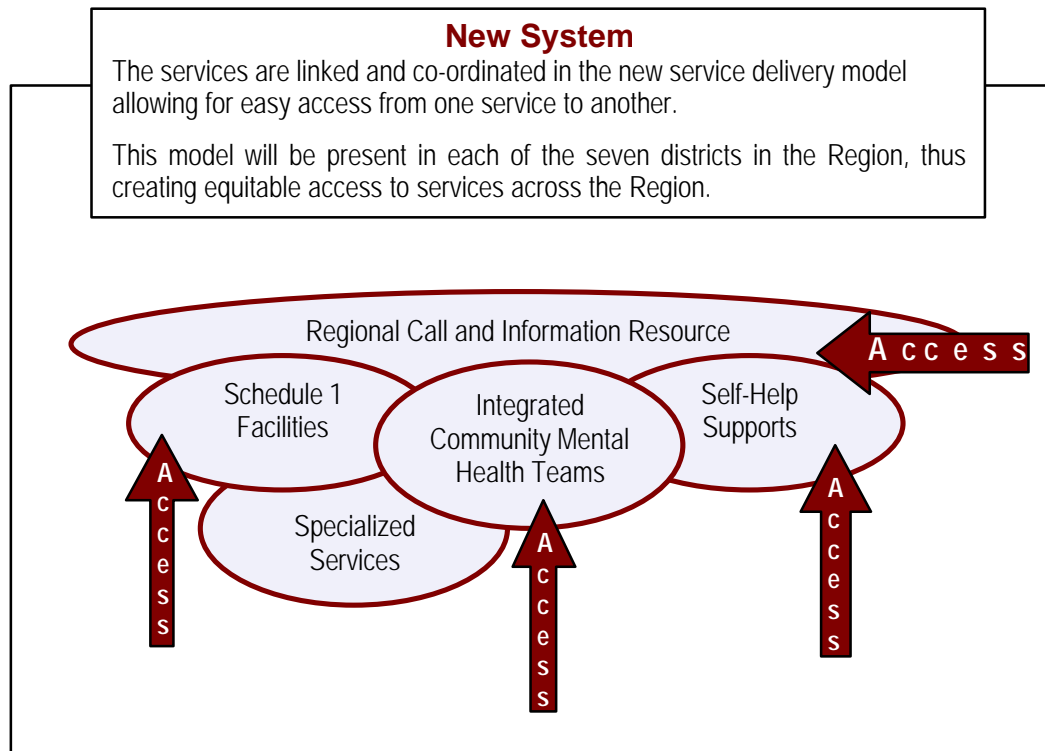 New System
The services are linked and co-ordinated in the new service delivery model
allowing for easy access from one service to another.
This model will be present in each of the seven districts in the Region, thus
creating equitable access to services across the Region.
Regional Call and Information Resource
Access
Schedule 1
Facilities
Integrated
Community Mental
Health Teams
Self-Help
Supports
Specialized
Services
Access
Access
Access